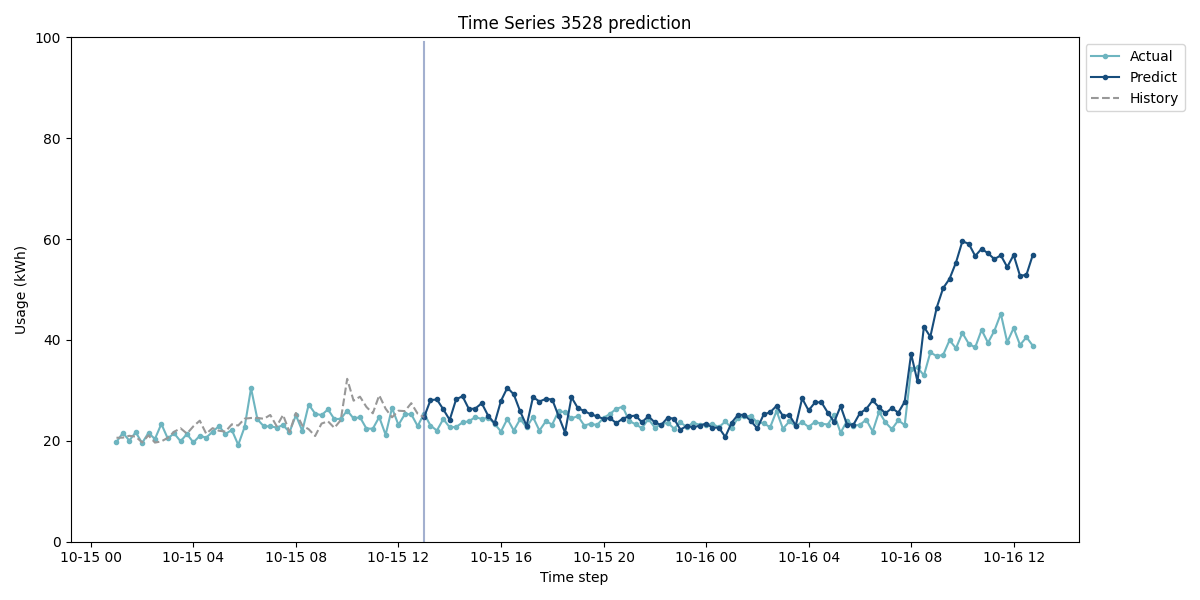 Time Series 3528 prediction
100
80
60
40
20
0
Usage (kWh)
10-15 00
10-15 04
10-15 08
10-15 12
10-15 16
10-15 20
10-16 00
10-16 04
10-16 08
10-16 12
Time step
Actual
Predict
History